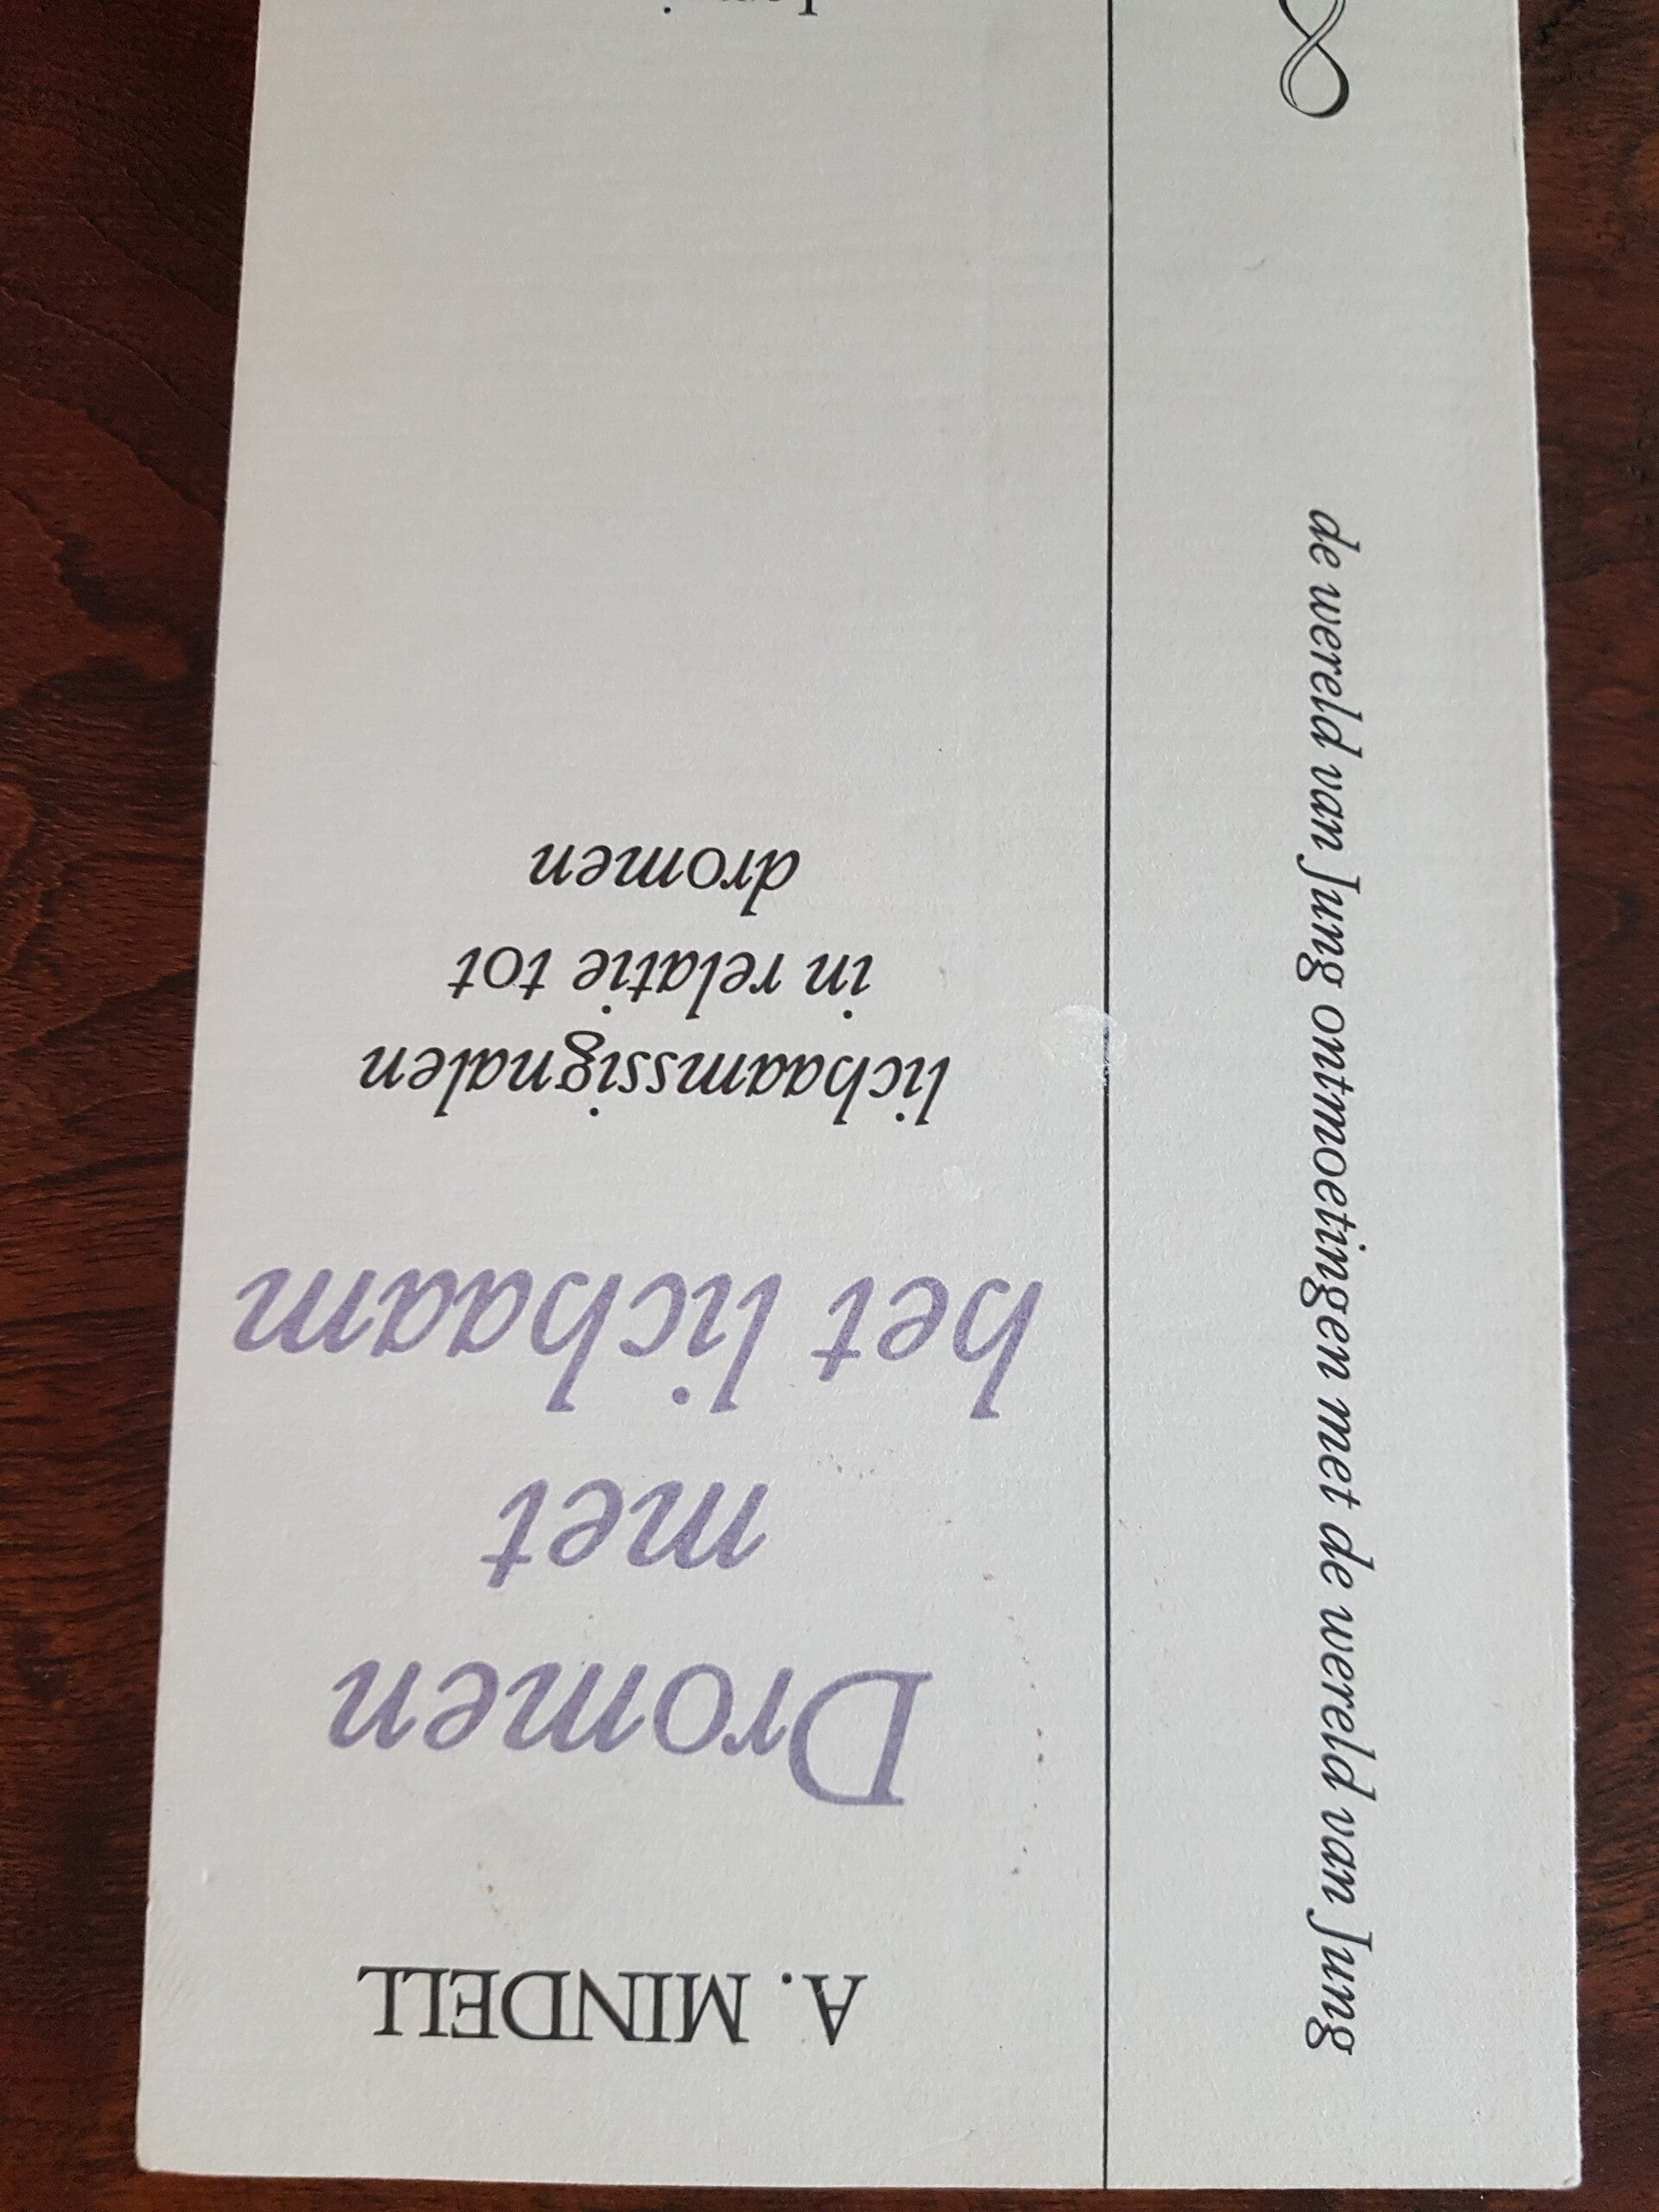 A. MINDELL
Dromen
met
het lichaam
lichaamssignalen
in relatie tot
dromen
de wereld van Jung ontmoetingen met de wereld van Jung